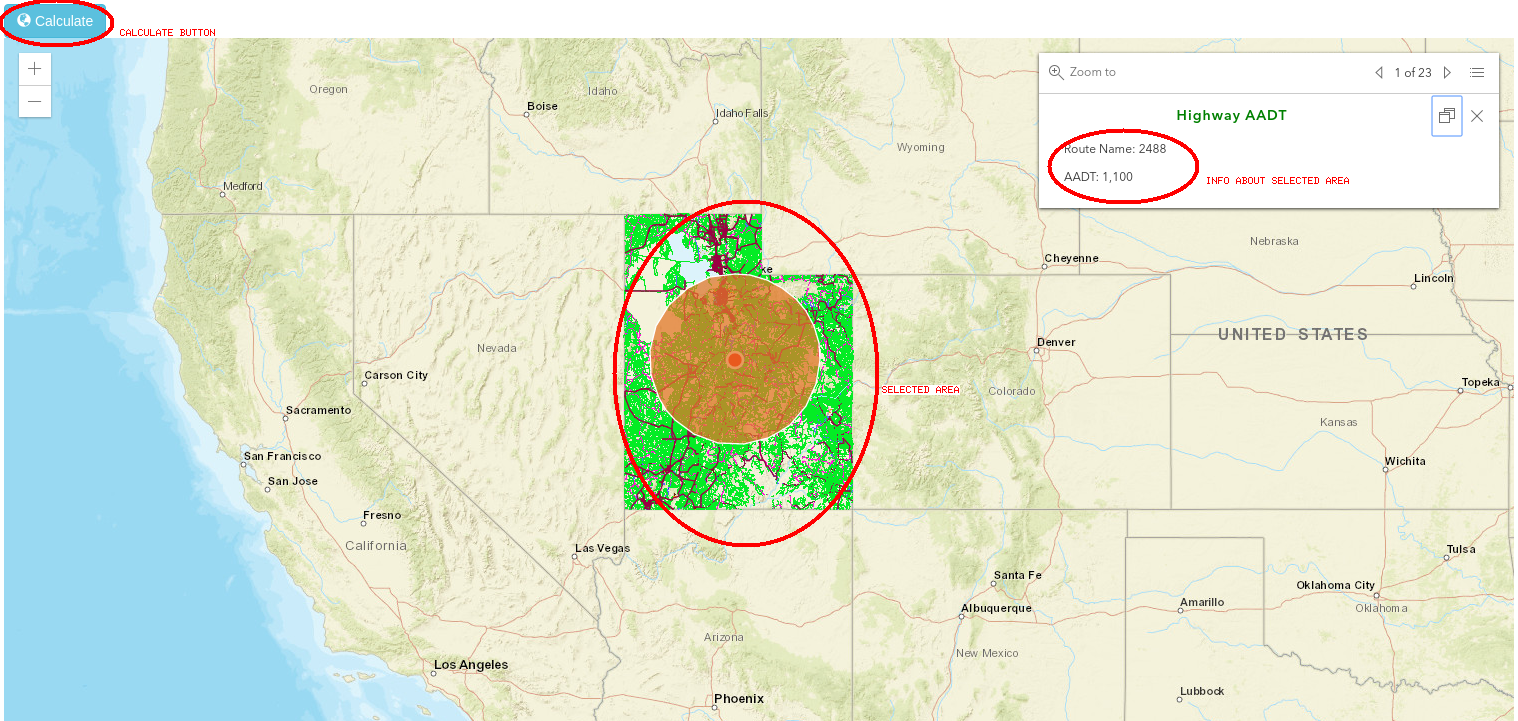 Calculate
CALCULATE BUTTON
Zoom to
1 of 23
Highway AADT
Route Name: 2488
AADT: 1,100
INFO ABOUT SELECTED AREA
Oregon
Idaho
Boise
Idaho Falls
Wyoming
Medford
Nebraska
Cheyenne
ke
Lincoln
UNITED STATES
Nevada
Denver
Carson City
SELECTED AREA
Colorado
Topeka
Sacramento
Kansas
San Francisco
Wichita
San Jose
Fresno
California
Las Vegas
Tulsa
Santa Fe
Oklahoma City
Albuquerque
Amarillo
Oklahoma
Arizona
New Mexico
Los Angeles
Phoenix
Lubbock